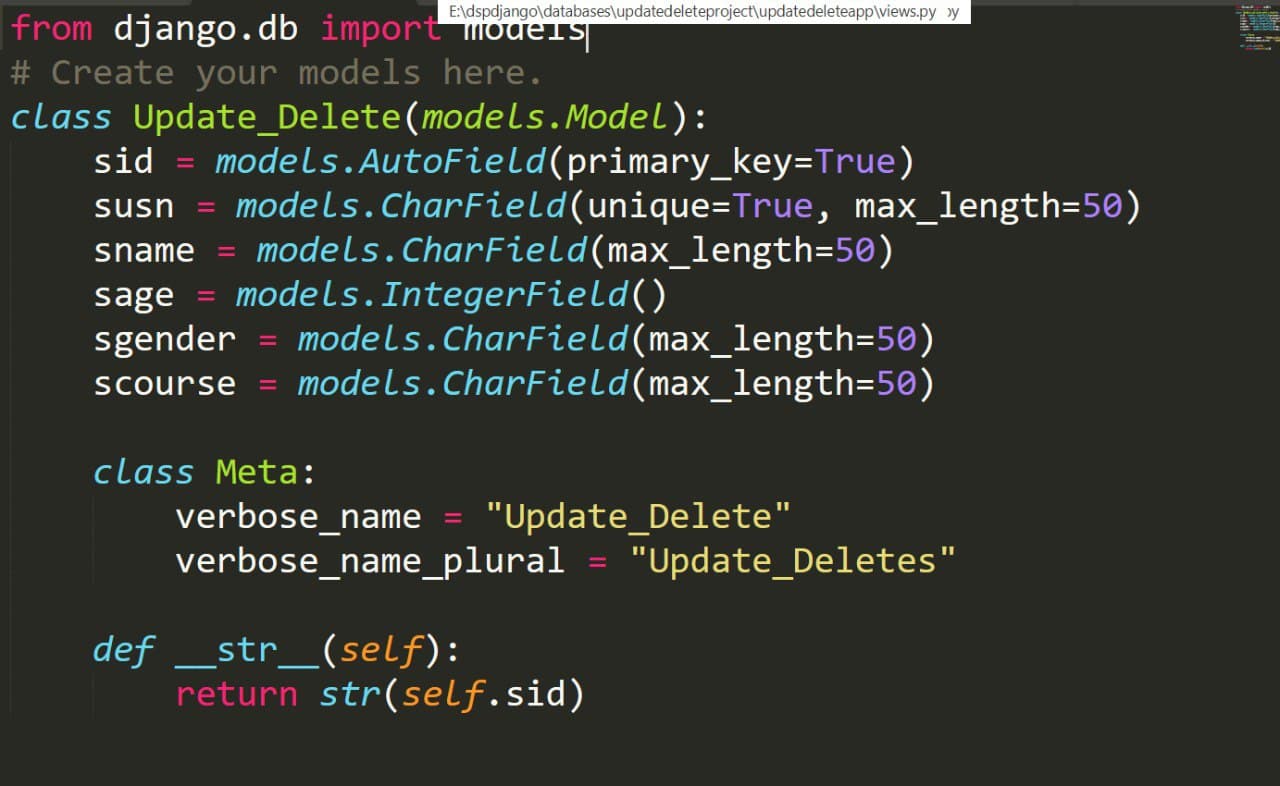 E:\dspdjango\databases\updatedeleteproject\updatedeleteapp\views.py
from django.db import models
# Create your models here.
class Update_Delete(models.Model):
    sid = models.AutoField(primary_key=True)
    susn = models.CharField(unique=True, max_length=50)
    sname = models.CharField(max_length=50)
    sage = models.IntegerField()
    sgender = models.CharField(max_length=50)
    scourse = models.CharField(max_length=50)
    class Meta:
        verbose_name = "Update_Delete"
        verbose_name_plural = "Update_Deletes"
    def __str__(self):
        return str(self.sid)